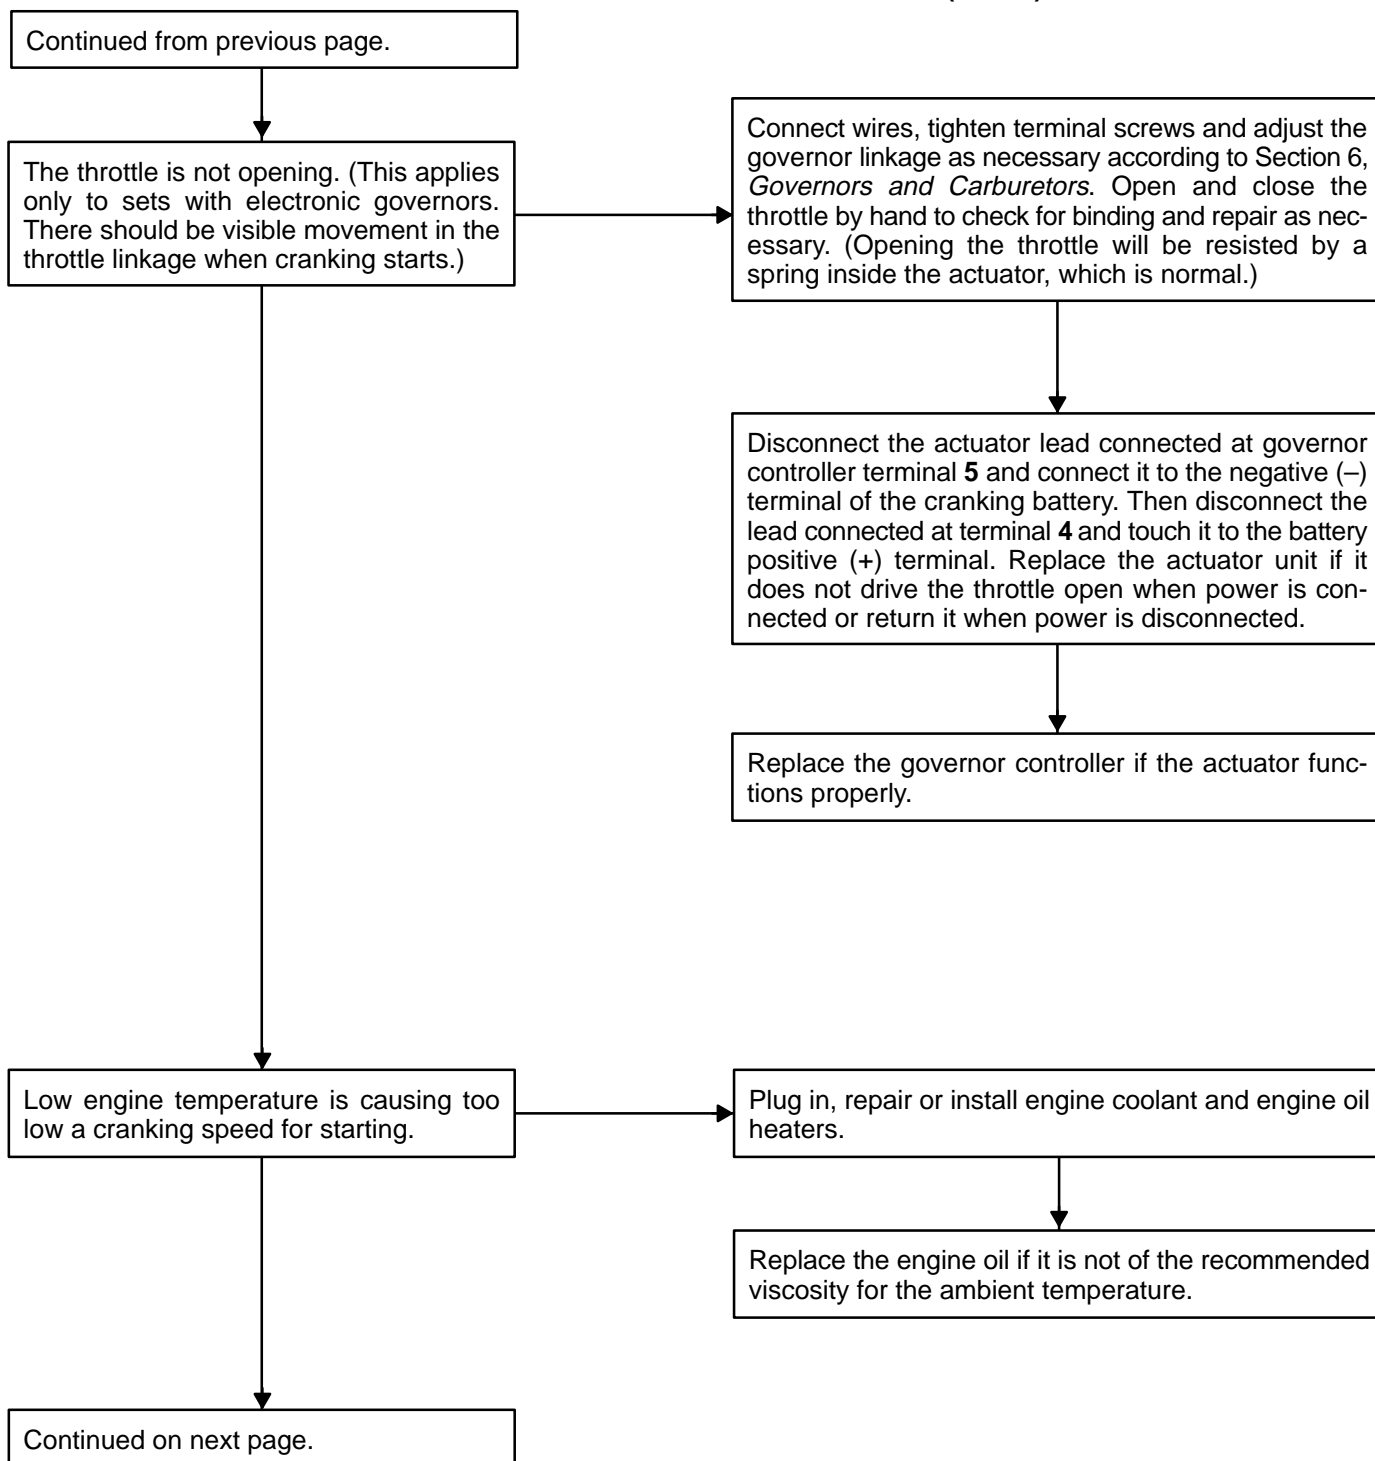 Continued from previous page.
The throttle is not opening. (This applies
only to sets with electronic governors.
There should be visible movement in the
throttle linkage when cranking starts.)
Connect wires, tighten terminal screws and adjust the
governor linkage as necessary according to Section 6,
Governors and Carburetors. Open and close the
throttle by hand to check for binding and repair as nec-
essary. (Opening the throttle will be resisted by a
spring inside the actuator, which is normal.)
Disconnect the actuator lead connected at governor
controller terminal 5 and connect it to the negative (–)
terminal of the cranking battery. Then disconnect the
lead connected at terminal 4 and touch it to the battery
positive (+) terminal. Replace the actuator unit if it
does not drive the throttle open when power is con-
nected or return it when power is disconnected.
Replace the governor controller if the actuator func-
tions properly.
Low engine temperature is causing too
low a cranking speed for starting.
Plug in, repair or install engine coolant and engine oil
heaters.
Replace the engine oil if it is not of the recommended
viscosity for the ambient temperature.
Continued on next page.